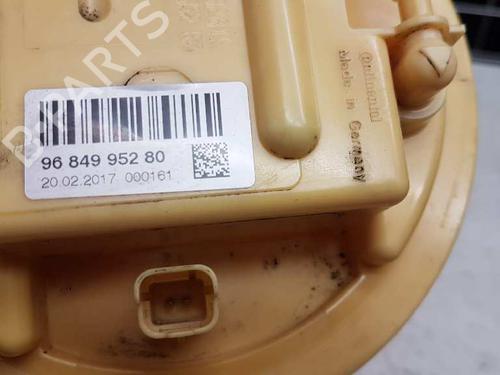 B-PARTS
96 849 952 80
20.02.2017 000161
Continental
Made in Germany